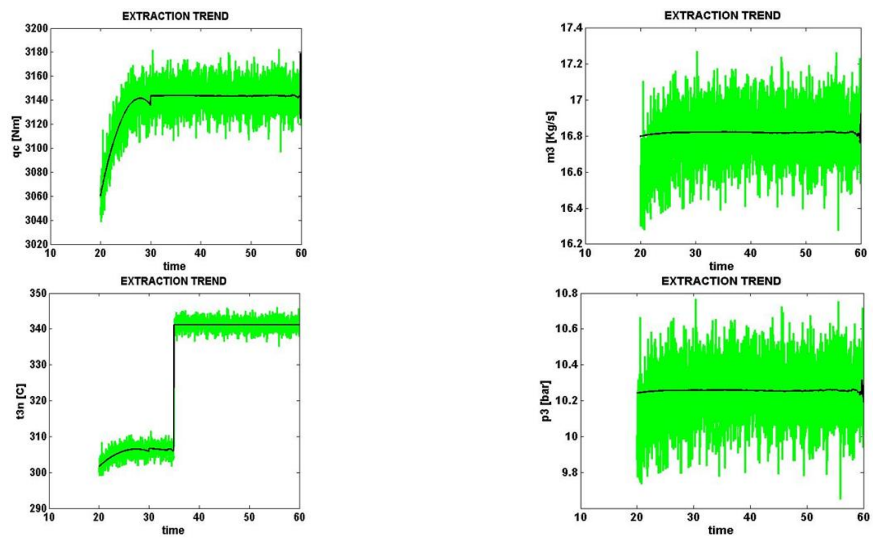 EXTRACTION TREND
3200
3180
3160
3140
3120
3100
3080
3060
3040
3020
qc [Nm]
10 20 30 40 50 60
time
EXTRACTION TREND
17.4
17.2
17
16.8
16.6
16.4
16.2
m3 [Kg/s]
10 20 30 40 50 60
time
EXTRACTION TREND
350
340
330
320
310
300
290
t3n [C]
10 20 30 40 50 60
time
EXTRACTION TREND
10.8
10.6
10.4
10.2
10
9.8
p3 [bar]
10 20 30 40 50 60
time